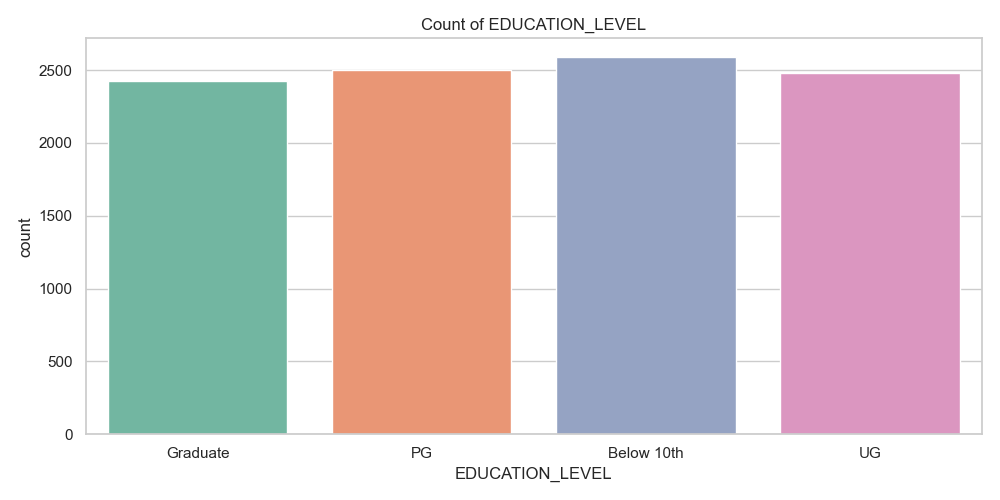 Count of EDUCATION_LEVEL
2500
2000
1500
1000
500
0
count
Graduate PG Below 10th UG
EDUCATION_LEVEL